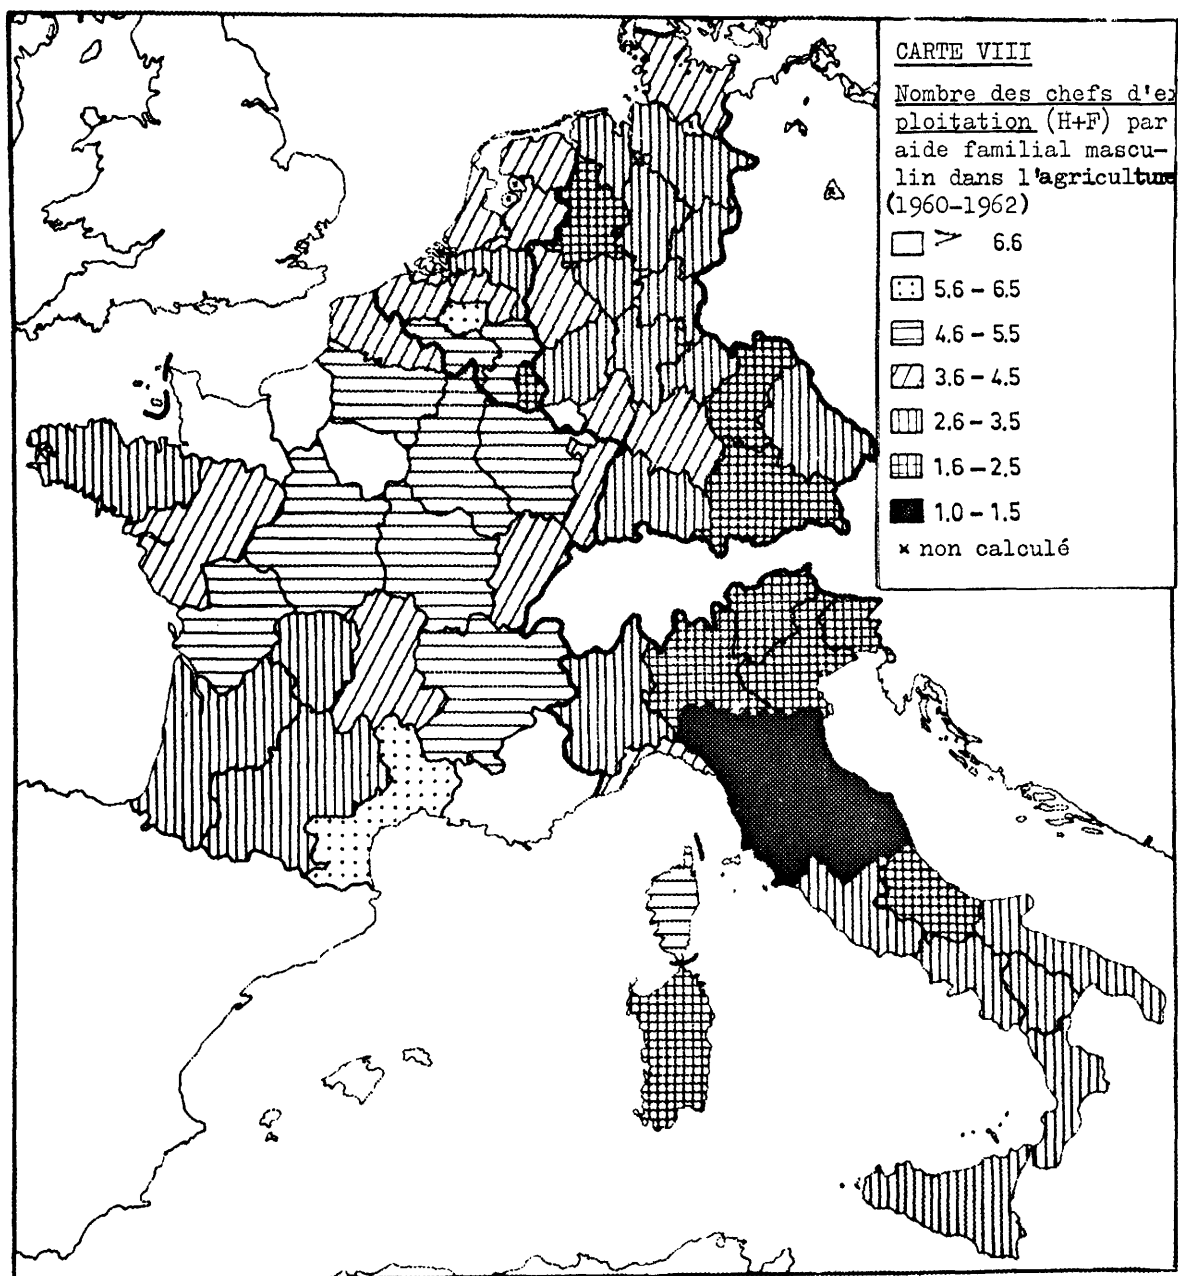 CARTE VIII
Nombre des chefs d'ex
ploitation (H+F) par
aide familial mascu-
lin dans l'agriculture
(1960-1962)
> 6.6
5.6 - 6.5
4.6 - 5.5
3.6 - 4.5
2.6 - 3.5
1.6 - 2.5
1.0 - 1.5
× non calculé